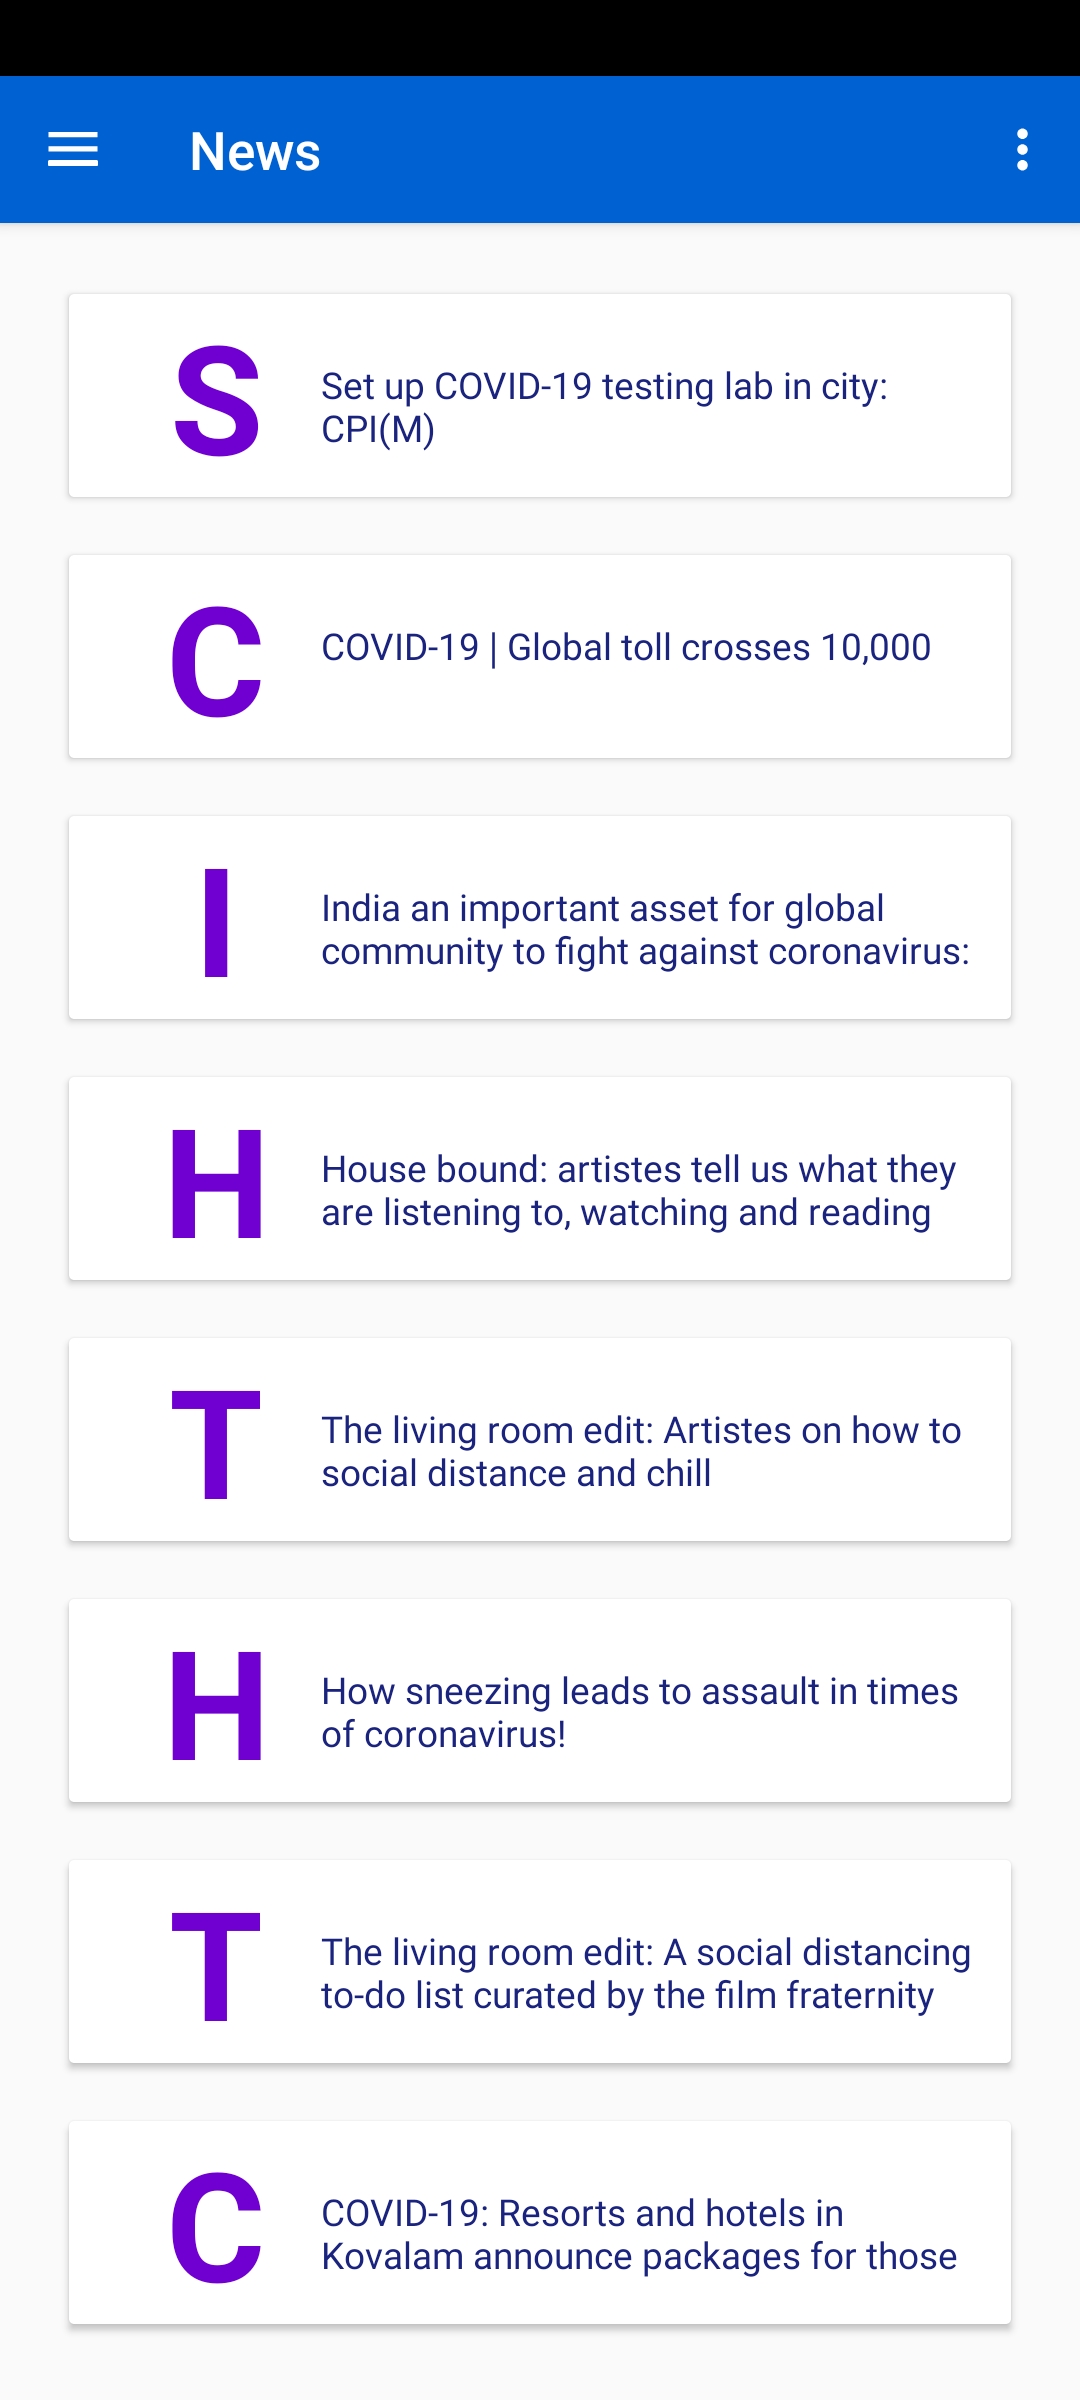 News
S
Set up COVID-19 testing lab in city:
CPI(M)
C
COVID-19 | Global toll crosses 10,000
I
India an important asset for global
community to fight against coronavirus:
H
House bound: artistes tell us what they
are listening to, watching and reading
T
The living room edit: Artistes on how to
social distance and chill
H
How sneezing leads to assault in times
of coronavirus!
T
The living room edit: A social distancing
to-do list curated by the film fraternity
C
COVID-19: Resorts and hotels in
Kovalam announce packages for those